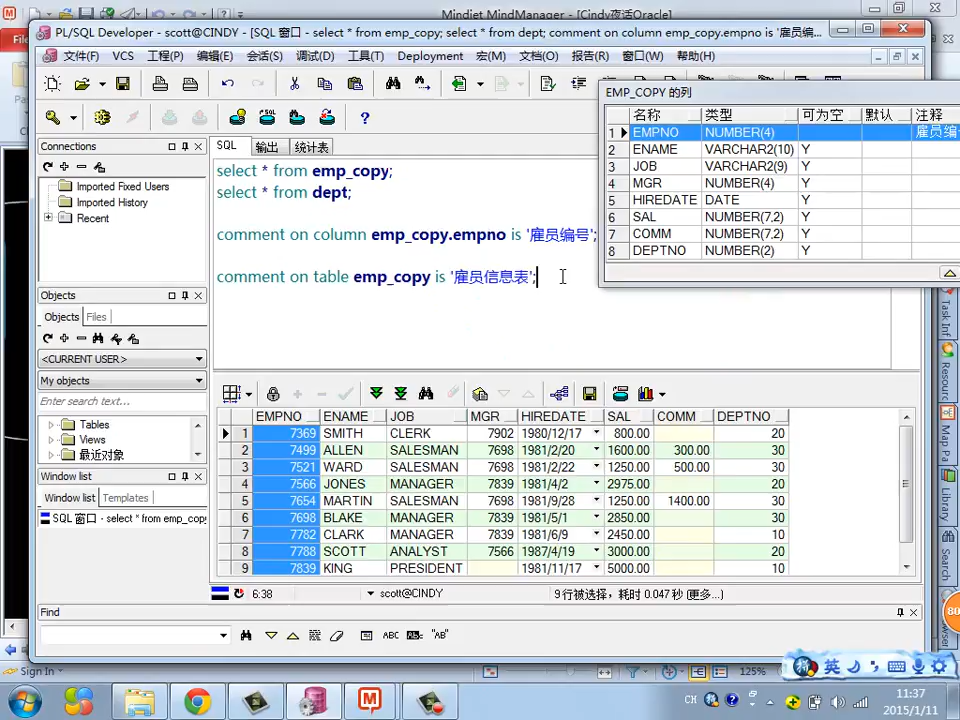 Mindjet MindManager - [Cindy夜话Oracle]
PL/SQL Developer - scott@CINDY - [SQL 窗口 - select * from emp_copy; select * from dept; comment on column emp_copy.empno is '雇员编...
文件(F) VCS 工程(P) 编辑(E) 会话(S) 调试(D) 工具(T) Deployment 宏(M) 文档(O) 报告(R) 窗口(W) 帮助(H)
EMP_COPY 的列
名称 类型 可为空 默认 注释
1 EMPNO NUMBER(4) 雇员编
2 ENAME VARCHAR2(10) Y
3 JOB VARCHAR2(9) Y
4 MGR NUMBER(4) Y
5 HIREDATE DATE Y
6 SAL NUMBER(7,2) Y
7 COMM NUMBER(7,2) Y
8 DEPTNO NUMBER(2) Y
Connections
Imported Fixed Users
Imported History
Recent
SQL 输出 统计表
select * from emp_copy;
select * from dept;
comment on column emp_copy.empno is '雇员编号';
comment on table emp_copy is '雇员信息表';
Objects
Objects Files
<CURRENT USER>
My objects
Enter search text...
Tables
Views
最近对象
Window list
Window list Templates
SQL 窗口 - select * from emp_copy
EMPNO ENAME JOB MGR HIREDATE SAL COMM DEPTNO
1 7369 SMITH CLERK 7902 1980/12/17 800.00 20
2 7499 ALLEN SALESMAN 7698 1981/2/20 1600.00 300.00 30
3 7521 WARD SALESMAN 7698 1981/2/22 1250.00 500.00 30
4 7566 JONES MANAGER 7839 1981/4/2 2975.00 20
5 7654 MARTIN SALESMAN 7698 1981/9/28 1250.00 1400.00 30
6 7698 BLAKE MANAGER 7839 1981/5/1 2850.00 30
7 7782 CLARK MANAGER 7839 1981/6/9 2450.00 10
8 7788 SCOTT ANALYST 7566 1987/4/19 3000.00 20
9 7839 KING PRESIDENT 1981/11/17 5000.00 10
6:38 scott@CINDY 9行被选择, 耗时 0.047 秒 (更多...)
Find
ABC "AB"
Task Inf
Resourc
Map Pa
Library
Search
80
Sign In
125%
英
CH
11:37
2015/1/11